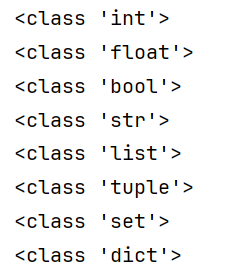 <class 'int'>
<class 'float'>
<class 'bool'>
<class 'str'>
<class 'list'>
<class 'tuple'>
<class 'set'>
<class 'dict'>